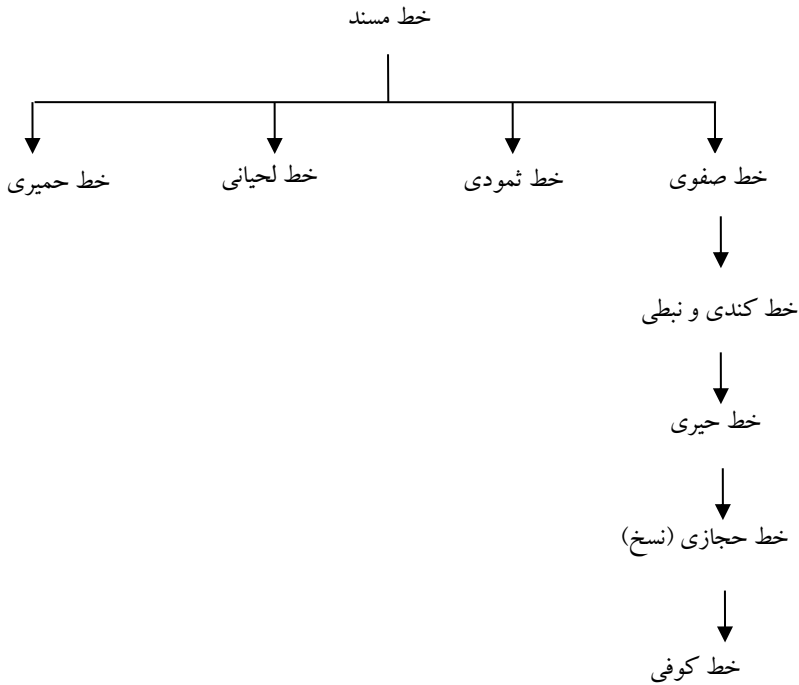 خط مسند
خط صفوی
خط ثمودی
خط لحیانی
خط حمیری
خط کندی و نبطی
خط حیری
خط حجازی (نسخ)
خط کوفی